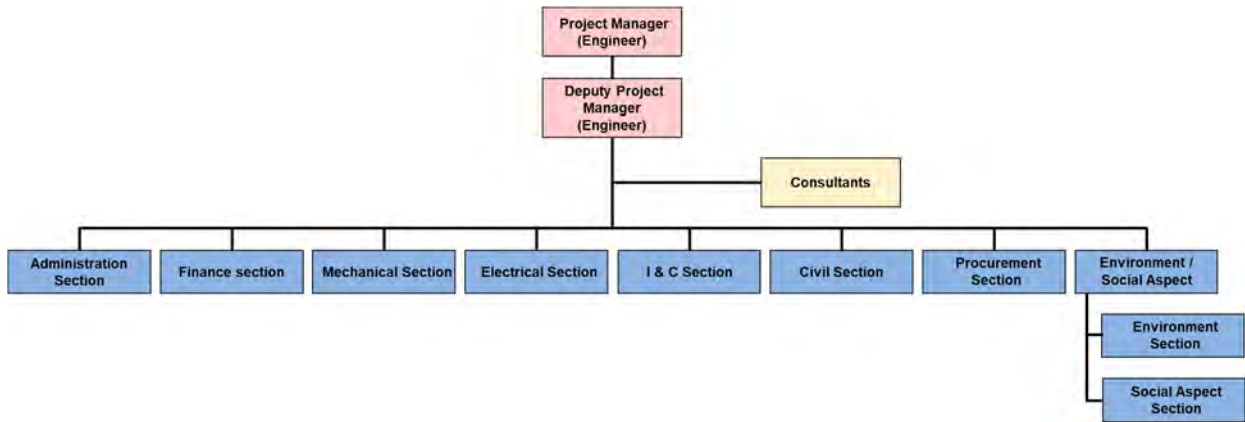 Project Manager
(Engineer)
Deputy Project
Manager
(Engineer)
Consultants
Administration
Section
Finance section
Mechanical Section
Electrical Section
I & C Section
Civil Section
Procurement
Section
Environment /
Social Aspect
Environment
Section
Social Aspect
Section